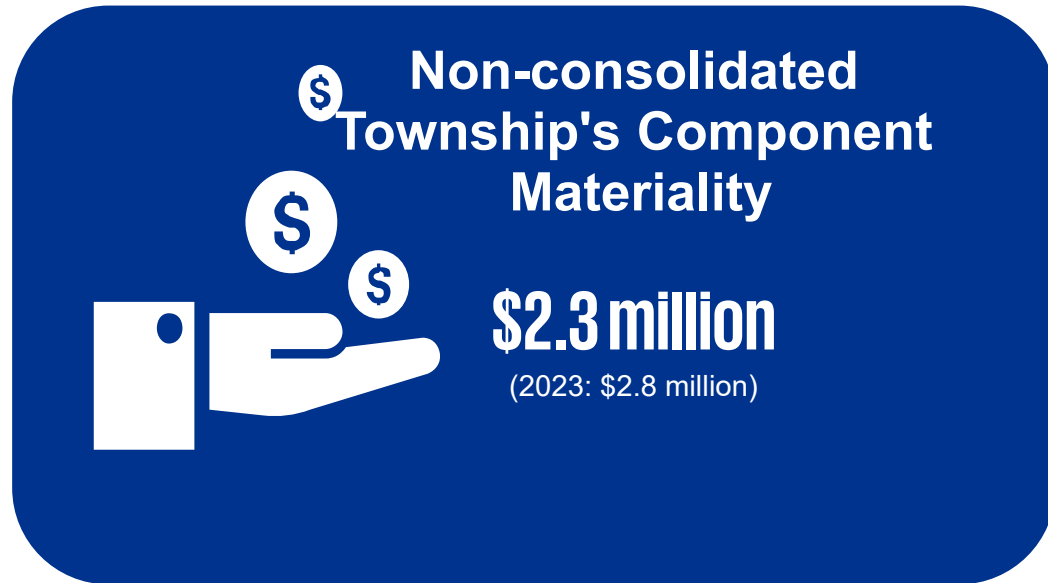 $
Non-consolidated
Township's Component
Materiality
$
$
$2.3 million
(2023: $2.8 million)